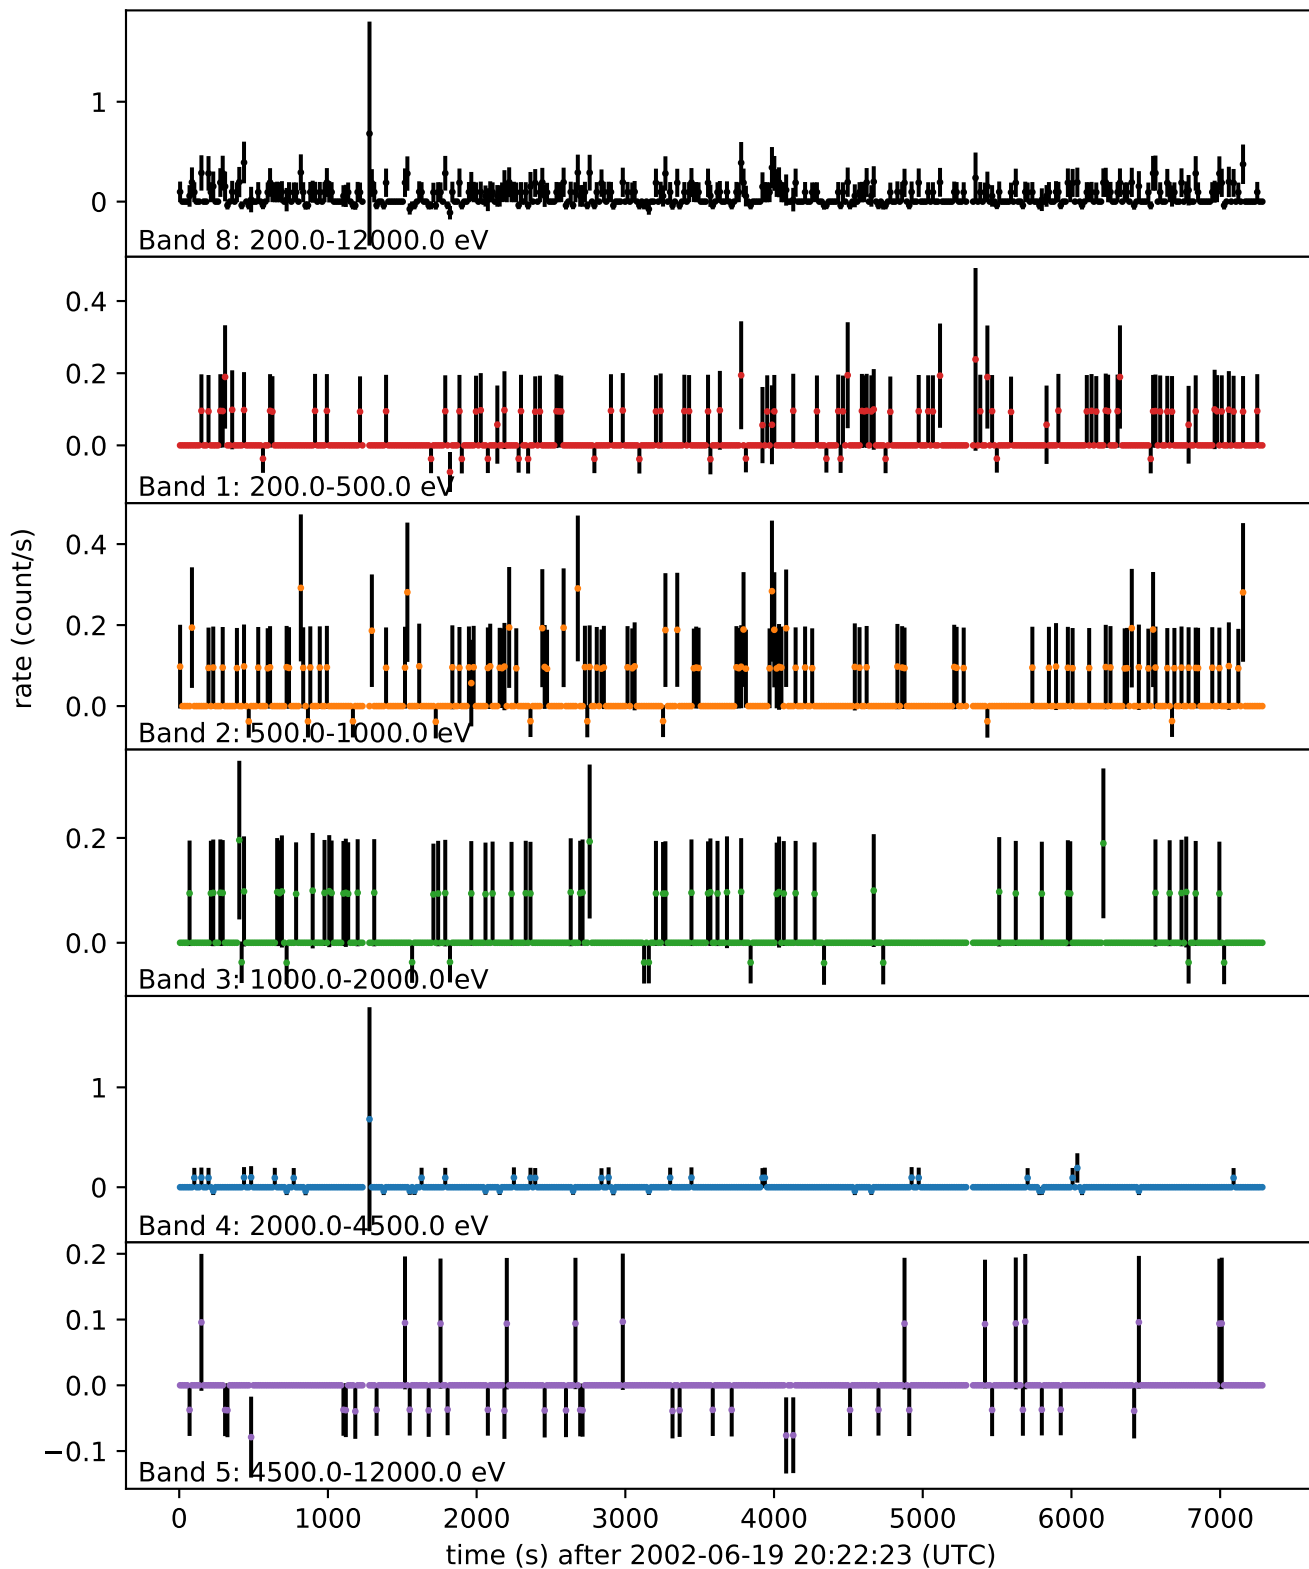 1
0
Band 8: 200.0-12000.0 eV
0.4
0.2
0.0
Band 1: 200.0-500.0 eV
0.4
0.2
0.0
Band 2: 500.0-1000.0 eV
rate (count/s)
0.2
0.0
Band 3: 1000.0-2000.0 eV
1
0
Band 4: 2000.0-4500.0 eV
0.2
0.1
0.0
−0.1
Band 5: 4500.0-12000.0 eV
0 1000 2000 3000 4000 5000 6000 7000
time (s) after 2002-06-19 20:22:23 (UTC)